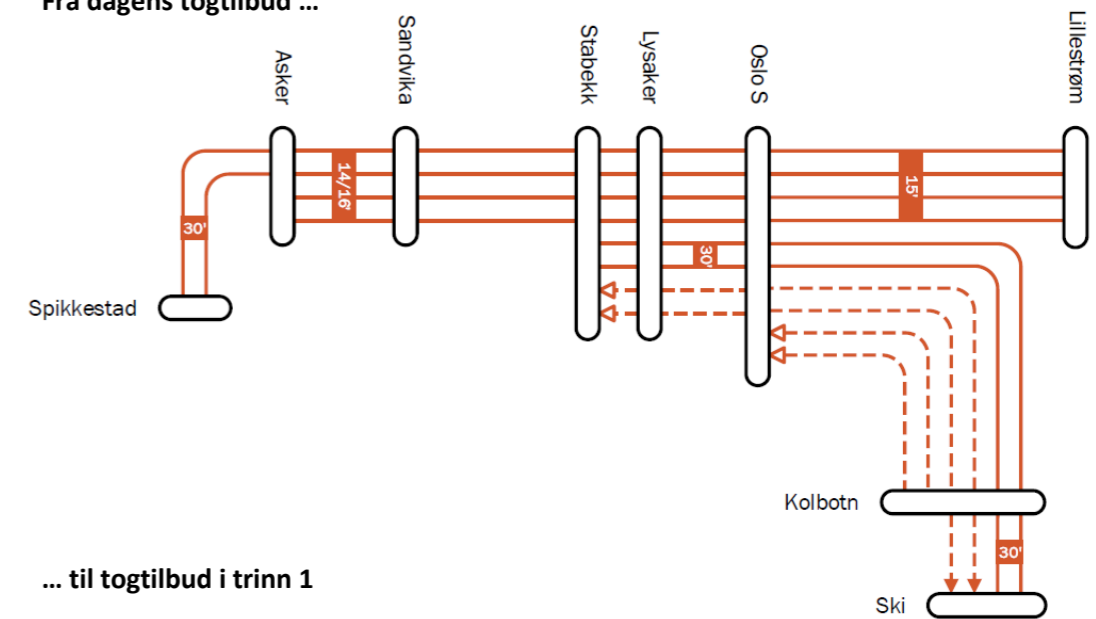 Fra dagens togtilbud …
Asker
Sandvika
Stabekk
Lysaker
Oslo S
Lillestrøm
14/16'
15'
30'
30'
Spikkestad
Kolbotn
30'
… til togtilbud i trinn 1
Ski